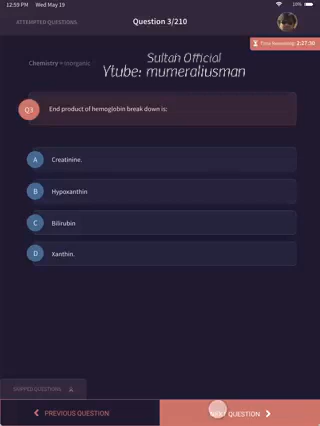 12:59 PM Wed May 19
14%
ATTEMPTED QUESTIONS
Question 3/210
Time Remaining: 2:27:30
Chemistry > Inorganic
Sultan Official
Ytube: mumeraliusman
Q3
End product of hemoglobin break down is:
A Creatinine.
B Hypoxanthin
C Bilirubin
D Xanthin.
SKIPPED QUESTIONS
PREVIOUS QUESTION
NEXT QUESTION